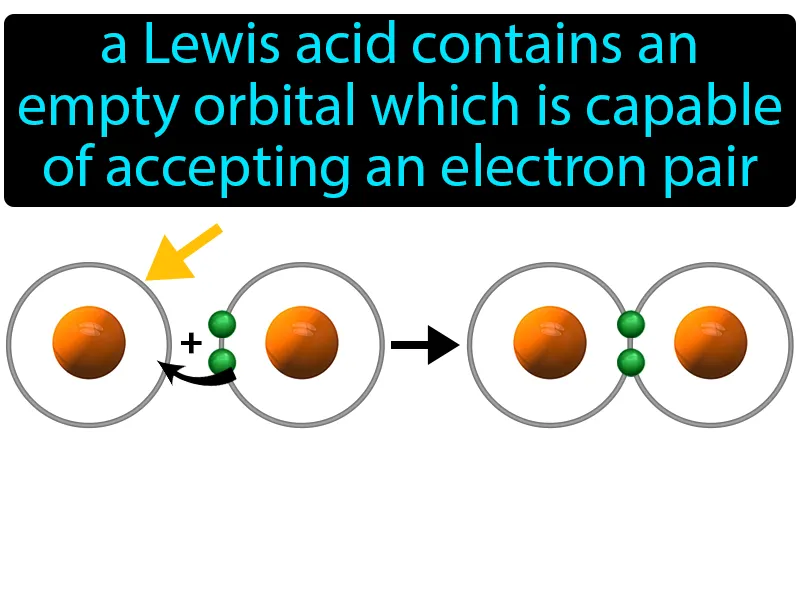 a Lewis acid contains an
empty orbital which is capable
of accepting an electron pair
+